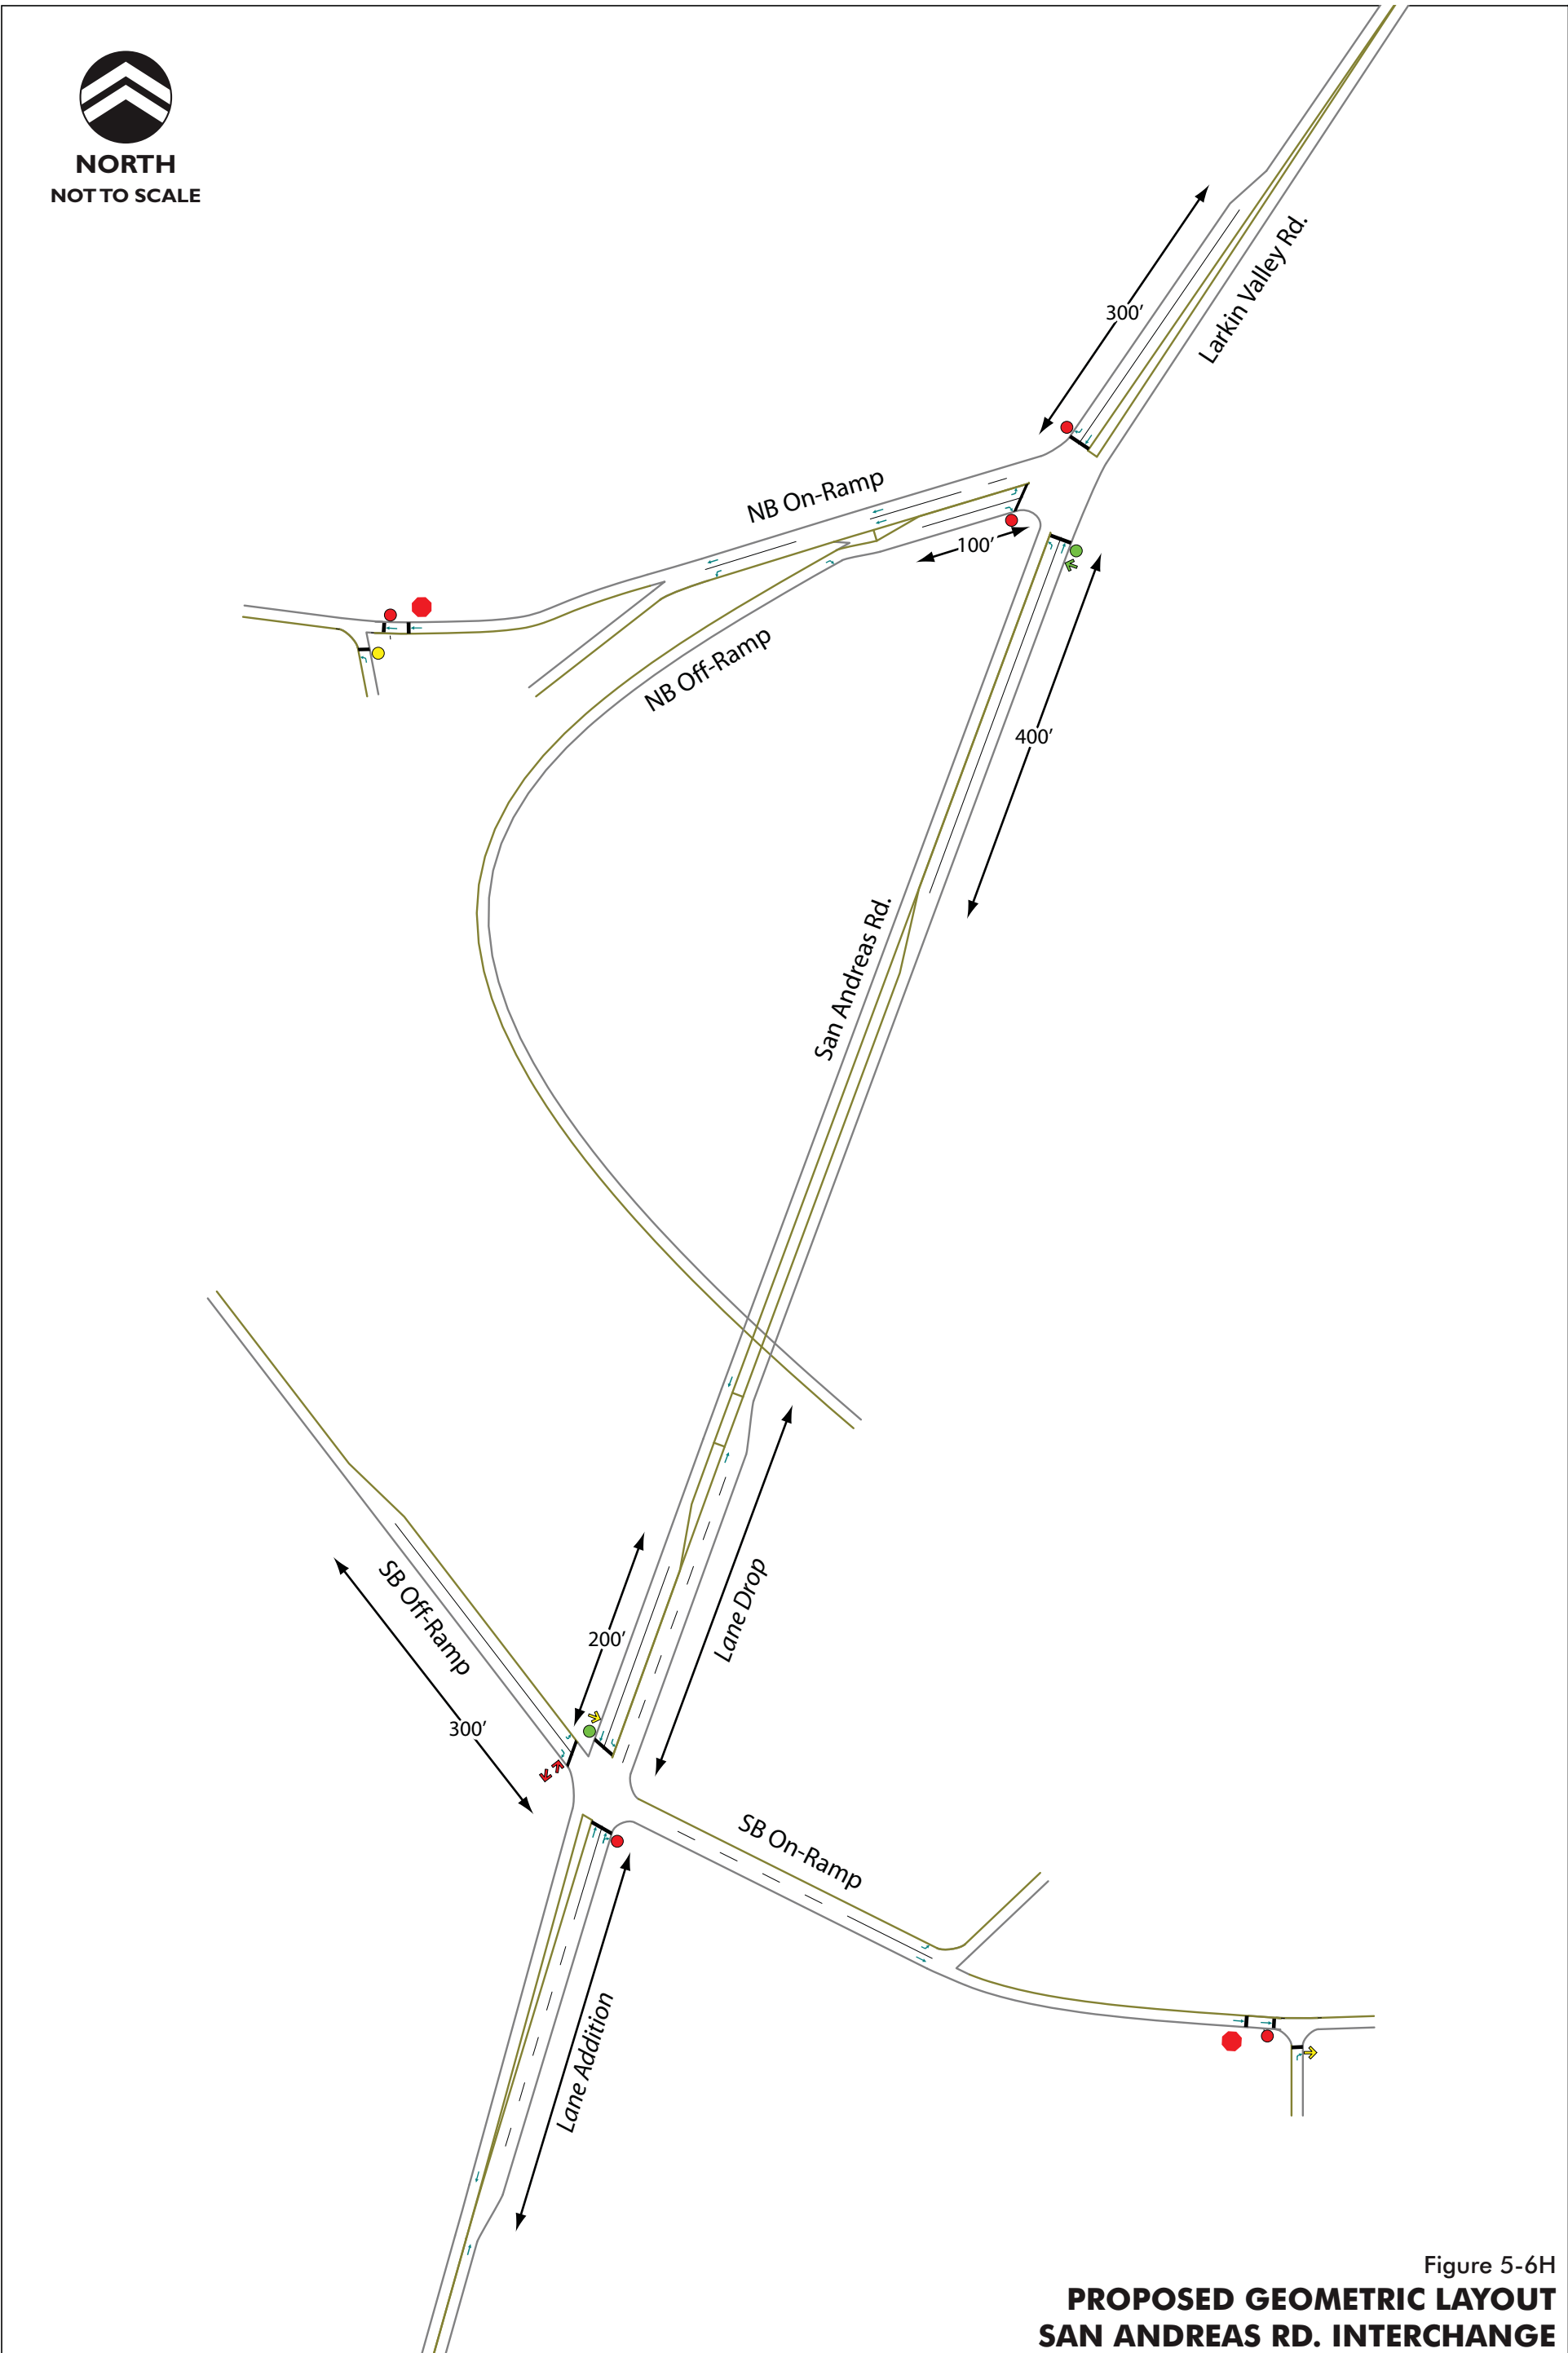 NORTH
NOT TO SCALE
300’
Larkin Valley Rd.
NB On-Ramp
100’
NB Off-Ramp
400’
San Andreas Rd.
SB Off-Ramp
Lane Drop
200’
300’
SB On-Ramp
Lane Addition
Figure 5-6H
PROPOSED GEOMETRIC LAYOUT
SAN ANDREAS RD. INTERCHANGE